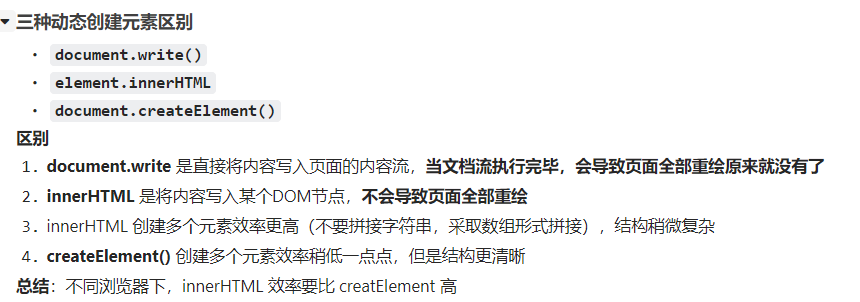 三种动态创建元素区别
document.write()
element.innerHTML
document.createElement()
区别
1. document.write 是直接将内容写入页面的内容流，当文档流执行完毕，会导致页面全部重绘原来就没有了
2. innerHTML 是将内容写入某个DOM节点，不会导致页面全部重绘
3. innerHTML 创建多个元素效率更高（不要拼接字符串，采取数组形式拼接），结构稍微复杂
4. createElement() 创建多个元素效率稍低一点点，但是结构更清晰
总结：不同浏览器下，innerHTML 效率要比 creatElement 高